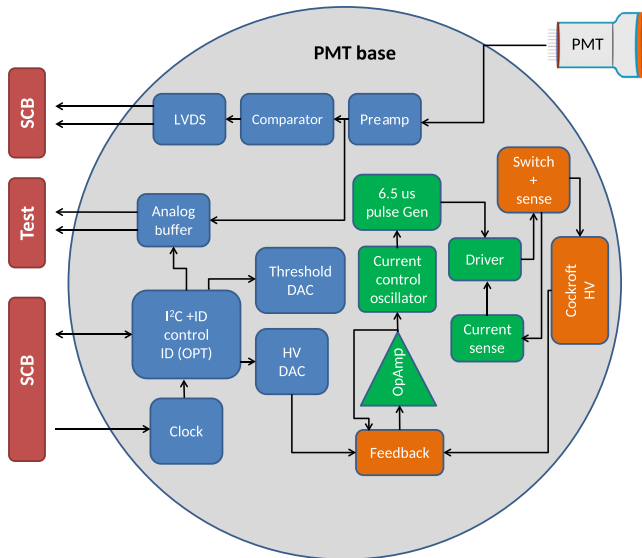 PMT base
PMT
SCB
LVDS
Comparator
Preamp
Test
Analog
buffer
6.5 us
pulse Gen
Switch
+
sense
Threshold
DAC
Current
control
oscillator
Driver
Cockroft
HV
SCB
I²C +ID
control
ID (OPT)
HV
DAC
OpAmp
Current
sense
Clock
Feedback